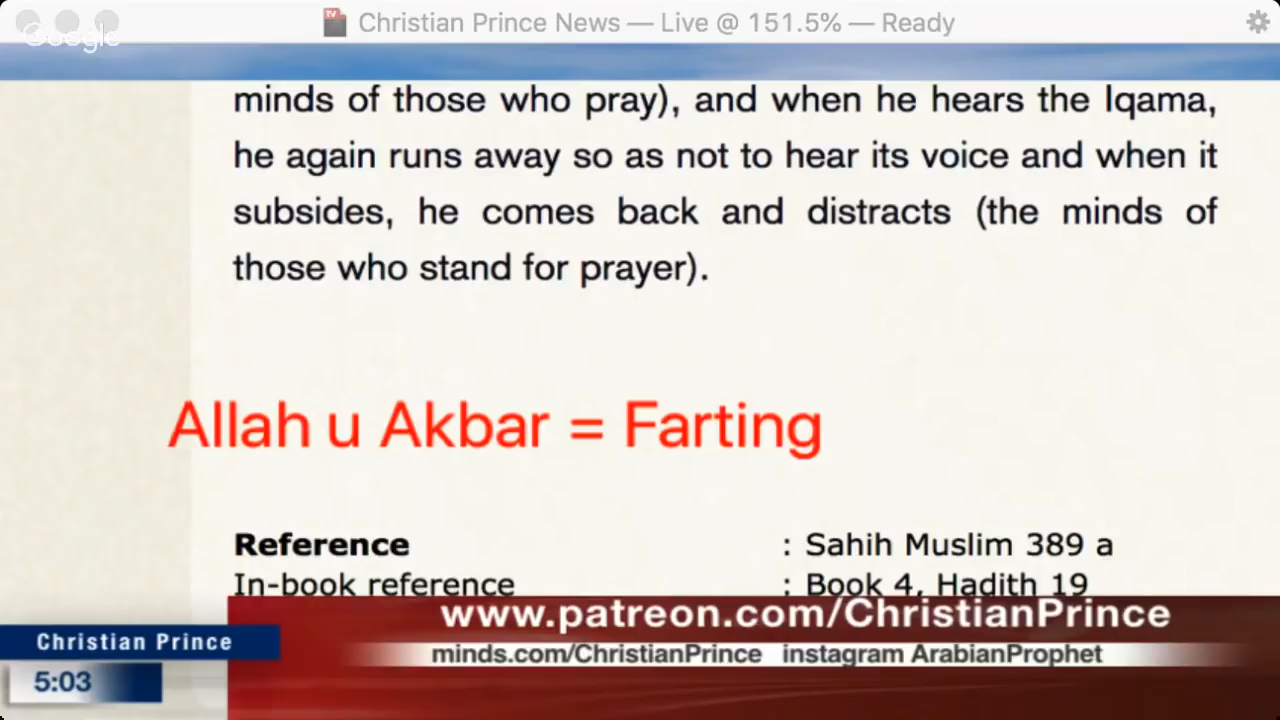 Christian Prince News — Live @ 151.5% — Ready
Google
minds of those who pray), and when he hears the Iqama,
he again runs away so as not to hear its voice and when it
subsides, he comes back and distracts (the minds of
those who stand for prayer).
Allah u Akbar = Farting
Reference : Sahih Muslim 389 a
In-book reference : Book 4, Hadith 19
www.patreon.com/ChristianPrince
Christian Prince
minds.com/ChristianPrince instagram ArabianProphet
5:03